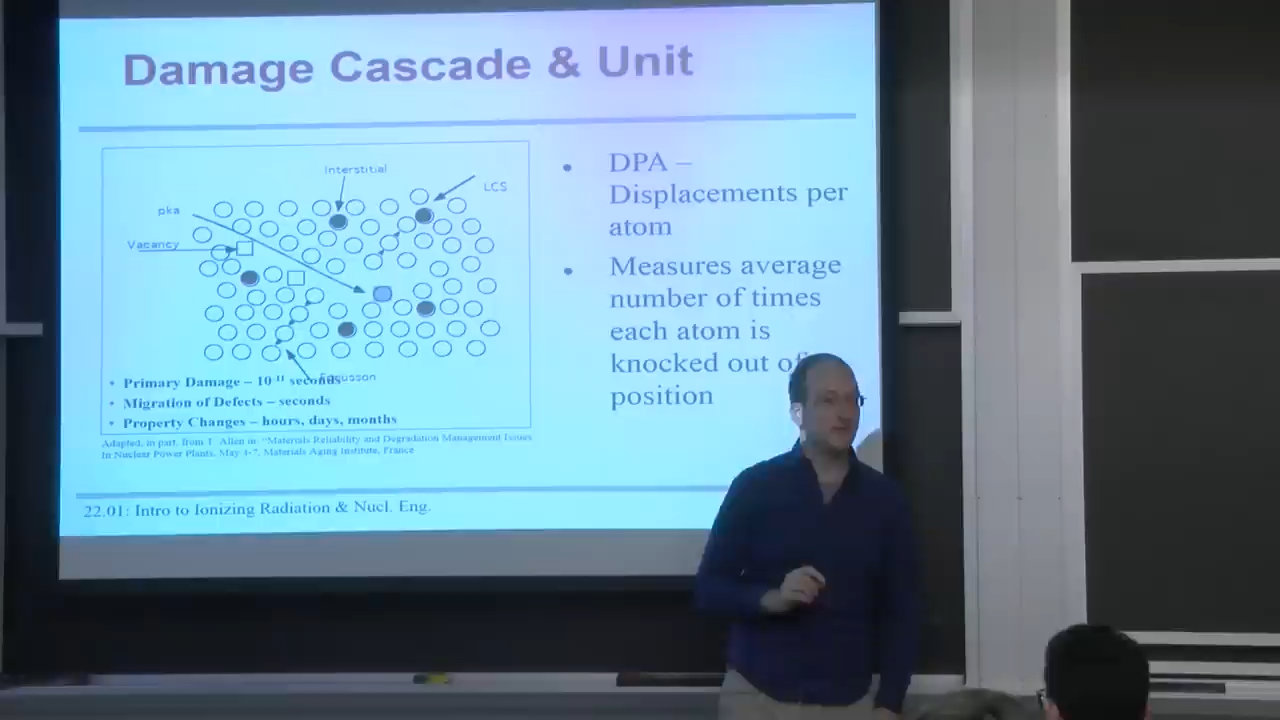 Damage Cascade & Unit
Interstitial
LCS
pka
Vacancy
• Primary Damage – 10⁻¹¹ seconds
• Migration of Defects – seconds
• Property Changes – hours, days, months
Adapted, in part, from T. Allen in "Materials Reliability and Degradation Management Issues
In Nuclear Power Plants, May 1-7, Materials Aging Institute, France
• DPA –
Displacements per
atom
• Measures average
number of times
each atom is
knocked out of
position
22.01: Intro to Ionizing Radiation & Nucl. Eng.